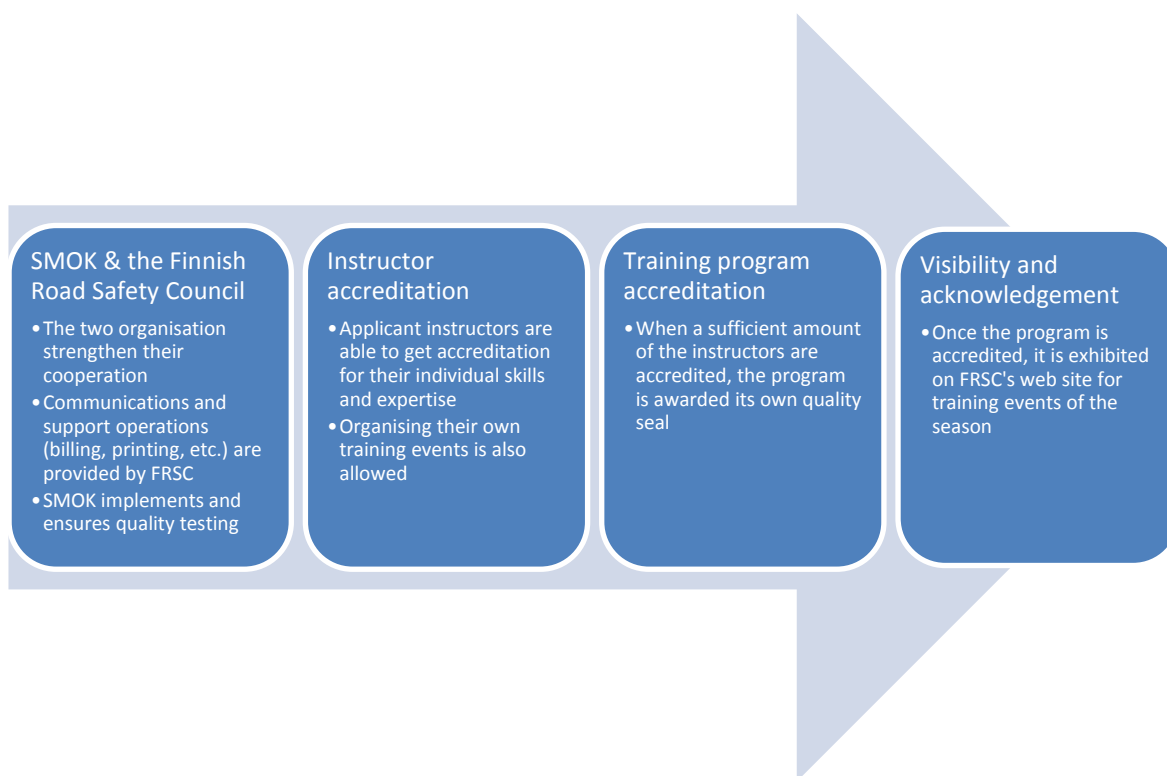 SMOK & the Finnish
Road Safety Council
•The two organisation
strengthen their
cooperation
•Communications and
support operations
(billing, printing, etc.) are
provided by FRSC
•SMOK implements and
ensures quality testing
Instructor
accreditation
•Applicant instructors are
able to get accreditation
for their individual skills
and expertise
•Organising their own
training events is also
allowed
Training program
accreditation
•When a sufficient amount
of the instructors are
accredited, the program
is awarded its own quality
seal
Visibility and
acknowledgement
•Once the program is
accredited, it is exhibited
on FRSC's web site for
training events of the
season